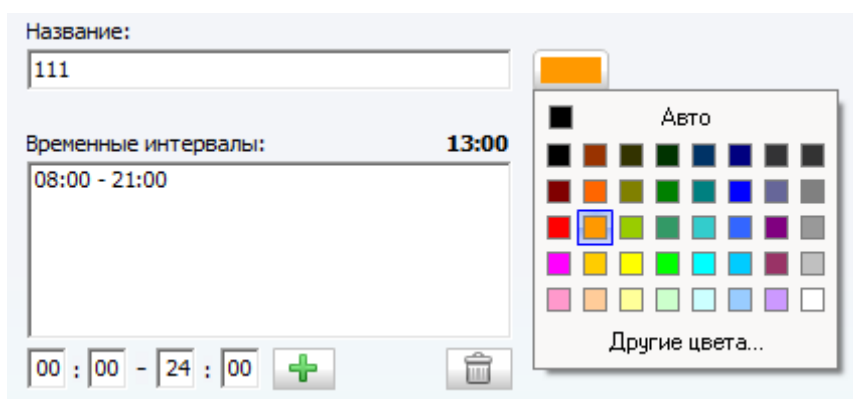 Название:
111
Временные интервалы: 13:00
08:00 - 21:00
00 : 00 - 24 : 00
Авто
Другие цвета...